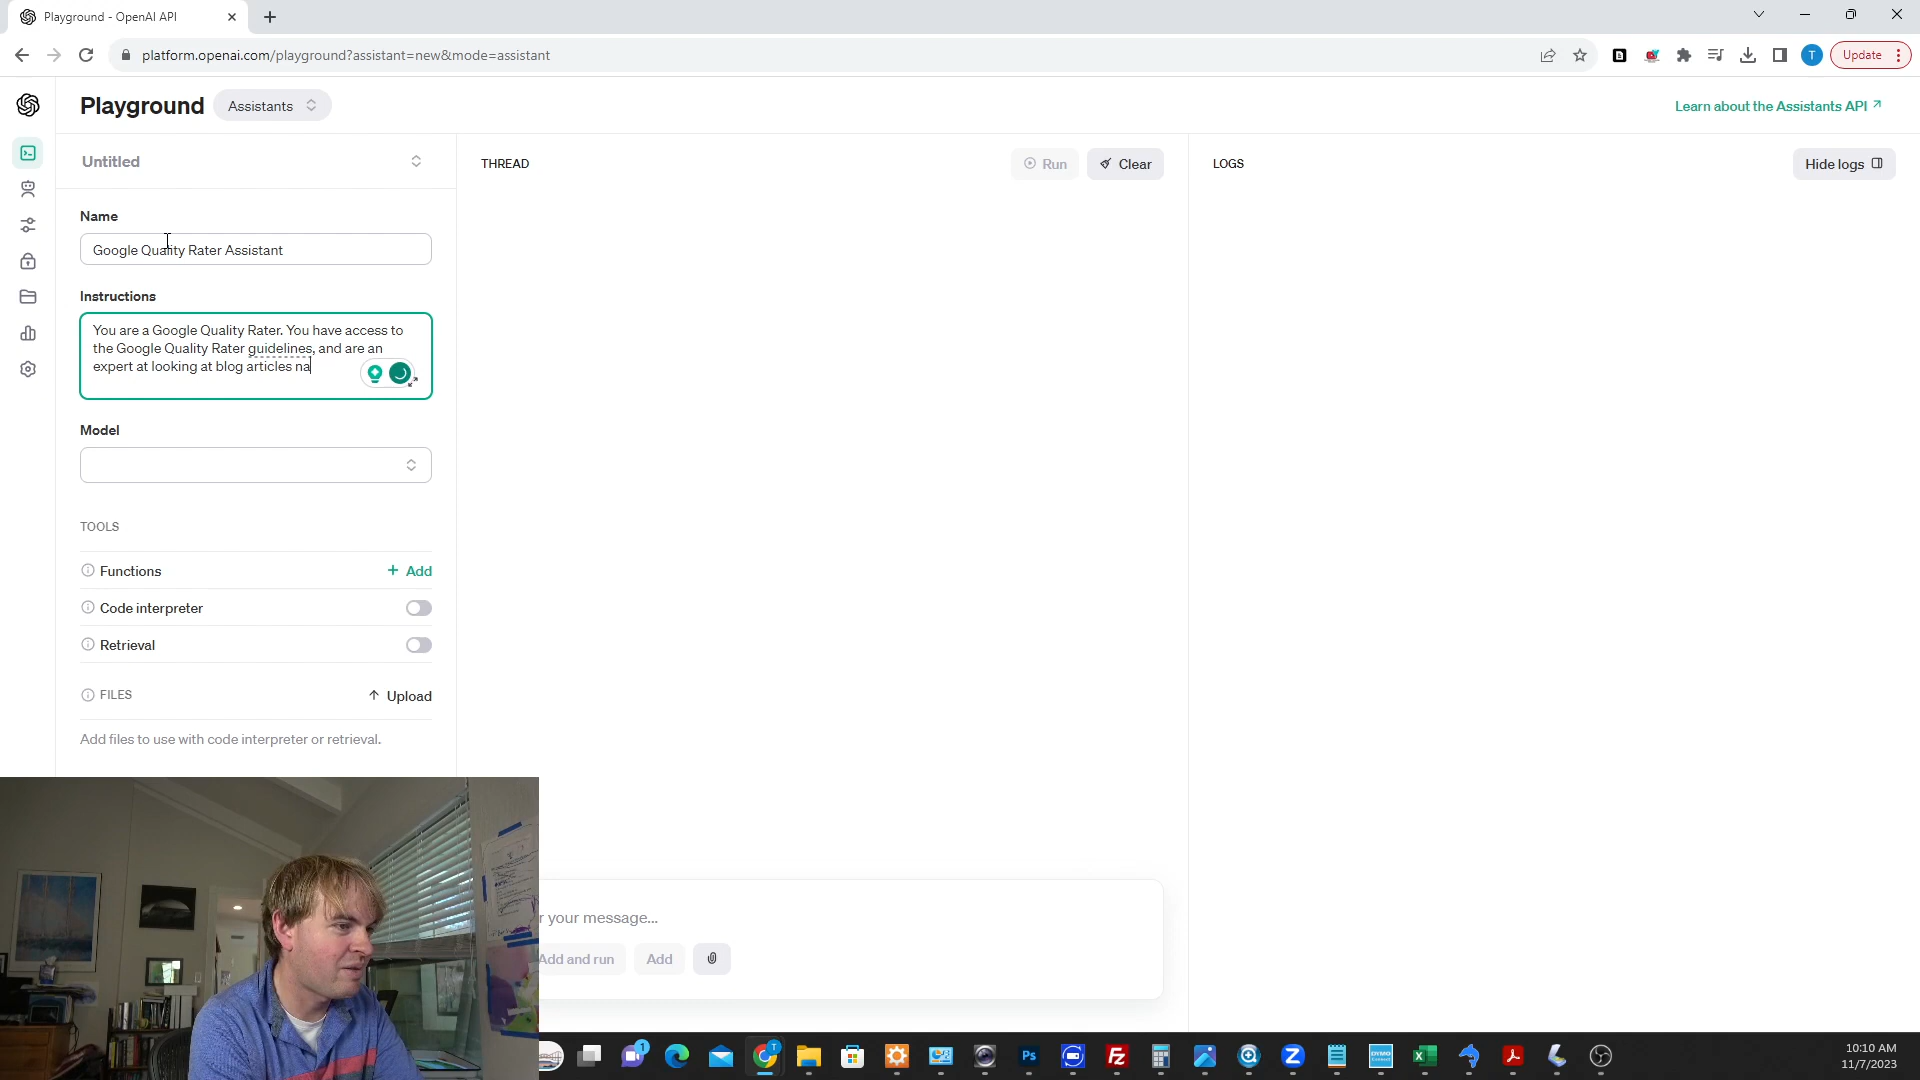 Playground - OpenAI API
platform.openai.com/playground?assistant=new&mode=assistant
T
Update
Playground
Assistants
Learn about the Assistants API
Untitled
THREAD
Run
Clear
LOGS
Hide logs
Name
Google Quality Rater Assistant
Instructions
You are a Google Quality Rater. You have access to
the Google Quality Rater guidelines, and are an
expert at looking at blog articles na
Model
TOOLS
Functions
Add
Code interpreter
Retrieval
FILES
Upload
Add files to use with code interpreter or retrieval.
r your message...
Add and run
Add
1
T
Ps
Fz
Z
DYMO
X
10:10 AM
11/7/2023